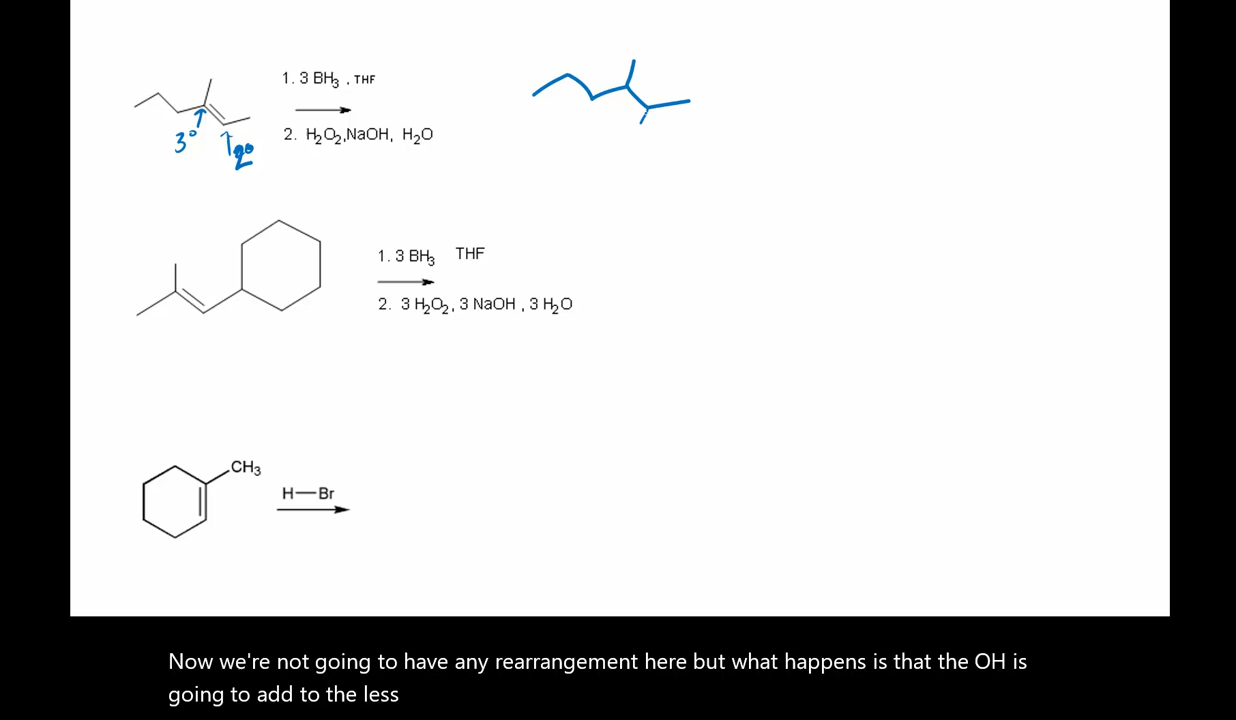 1. 3 BH₃ . THF
2. H₂O₂,NaOH, H₂O
3°
2°
1. 3 BH₃ THF
2. 3 H₂O₂, 3 NaOH , 3 H₂O
CH₃
H—Br
Now we're not going to have any rearrangement here but what happens is that the OH is
going to add to the less